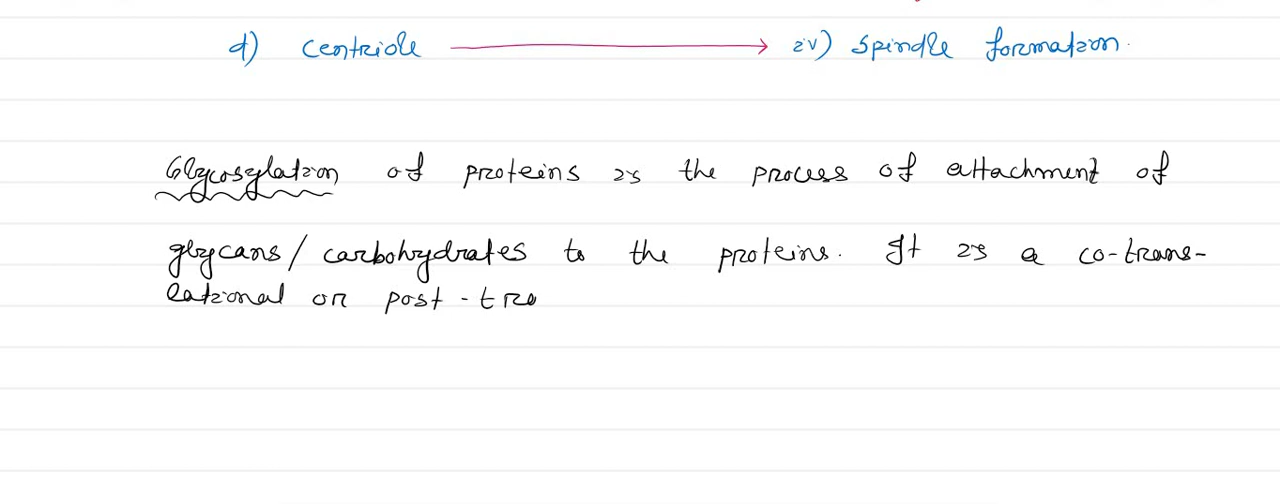 d) centriole → iv) spindle formation.
Glycosylation of proteins is the process of attachment of
glycans/ carbohydrates to the proteins. It is a co-trans-
lational or post-tra